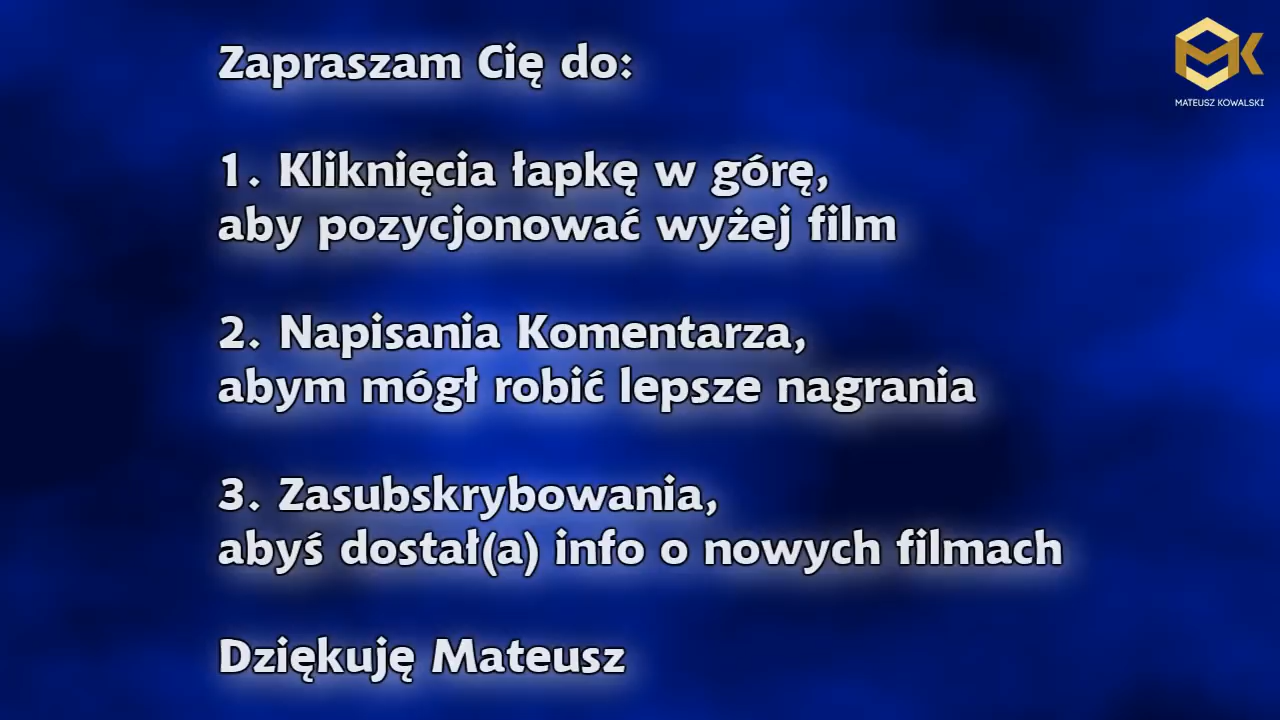 Zapraszam Cię do:
MATEUSZ KOWALSKI
1. Kliknięcia łapkę w górę,
aby pozycjonować wyżej film
2. Napisania Komentarza,
abym mógł robić lepsze nagrania
3. Zasubskrybowania,
abyś dostał(a) info o nowych filmach
Dziękuję Mateusz